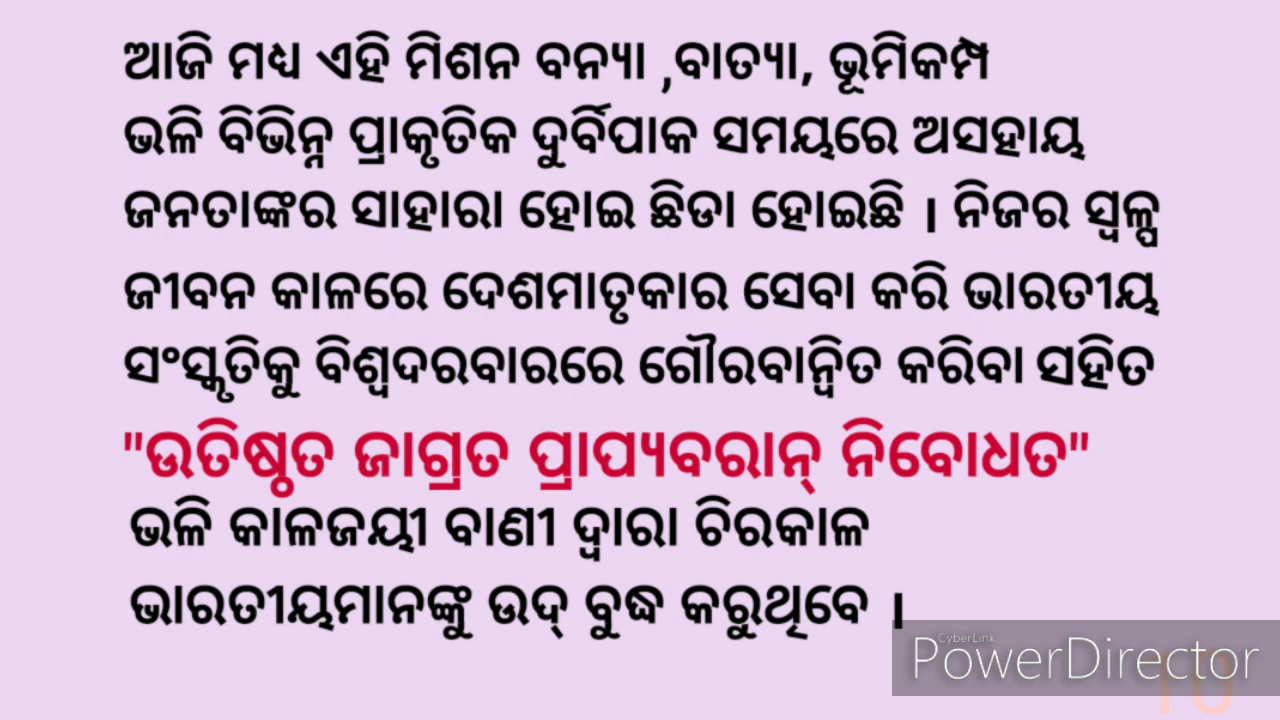 ଆଜି ମଧ୍ୟ ଏହି ମିଶନ ବନ୍ୟା ,ବାତ୍ୟା, ଭୂମିକମ୍ପ
ଭଳି ବିଭିନ୍ନ ପ୍ରାକୃତିକ ଦୁର୍ବିପାକ ସମୟରେ ଅସହାୟ
ଜନତାଙ୍କର ସାହାରା ହୋଇ ଛିଡା ହୋଇଛି । ନିଜର ସ୍ୱଳ୍ପ
ଜୀବନ କାଳରେ ଦେଶମାତୃକାର ସେବା କରି ଭାରତୀୟ
ସଂସ୍କୃତିକୁ ବିଶ୍ୱଦରବାରରେ ଗୌରବାନ୍ୱିତ କରିବା ସହିତ
"ଉତିଷ୍ଠତ ଜାଗ୍ରତ ପ୍ରାପ୍ୟବରାନ୍ ନିବୋଧତ"
ଭଳି କାଳଜୟୀ ବାଣୀ ଦ୍ୱାରା ଚିରକାଳ
ଭାରତୀୟମାନଙ୍କୁ ଉଦ୍ ବୁଦ୍ଧ କରୁଥିବେ ।
CyberLink
PowerDirector
10